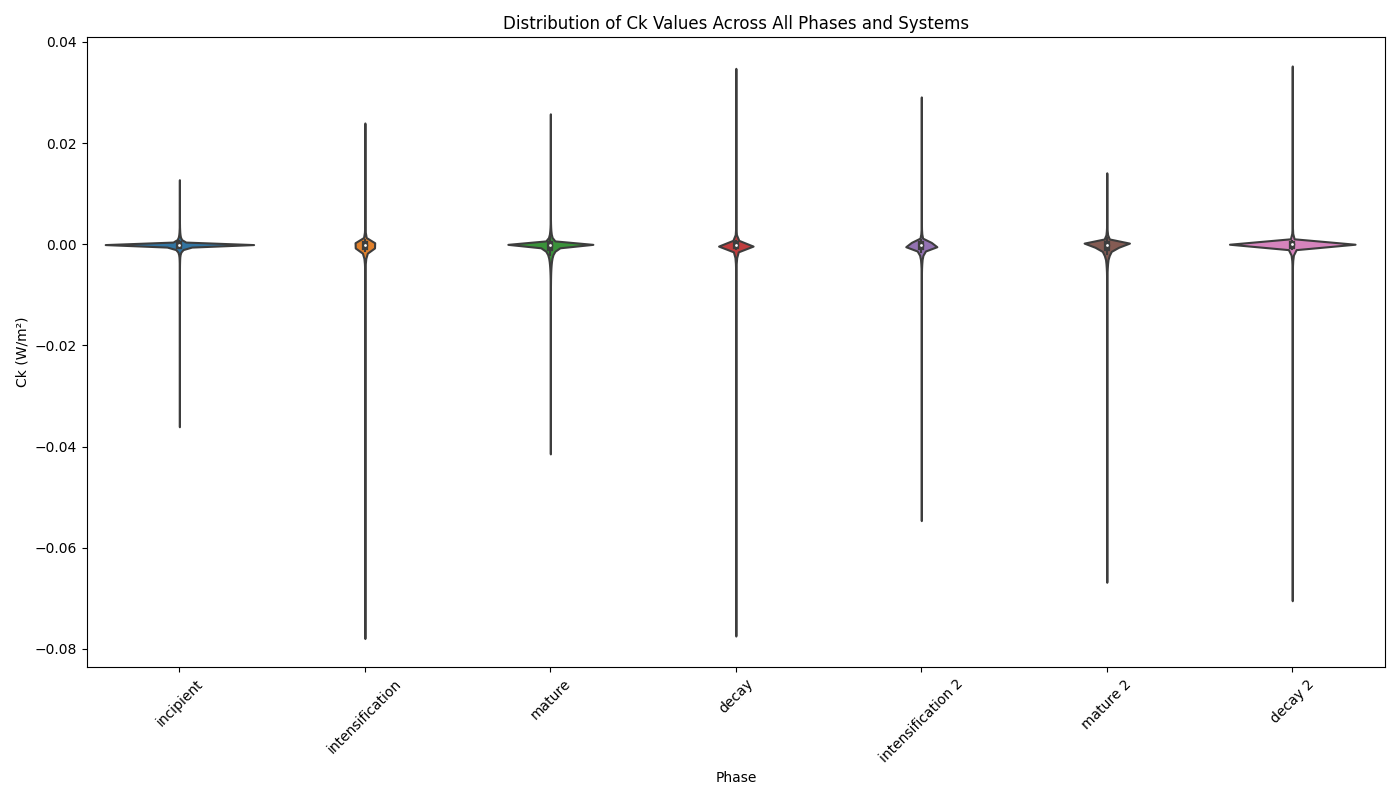 Distribution of Ck Values Across All Phases and Systems
Ck (W/m²)
0.04
0.02
0.00
−0.02
−0.04
−0.06
−0.08
incipient
intensification
mature
decay
intensification 2
mature 2
decay 2
Phase